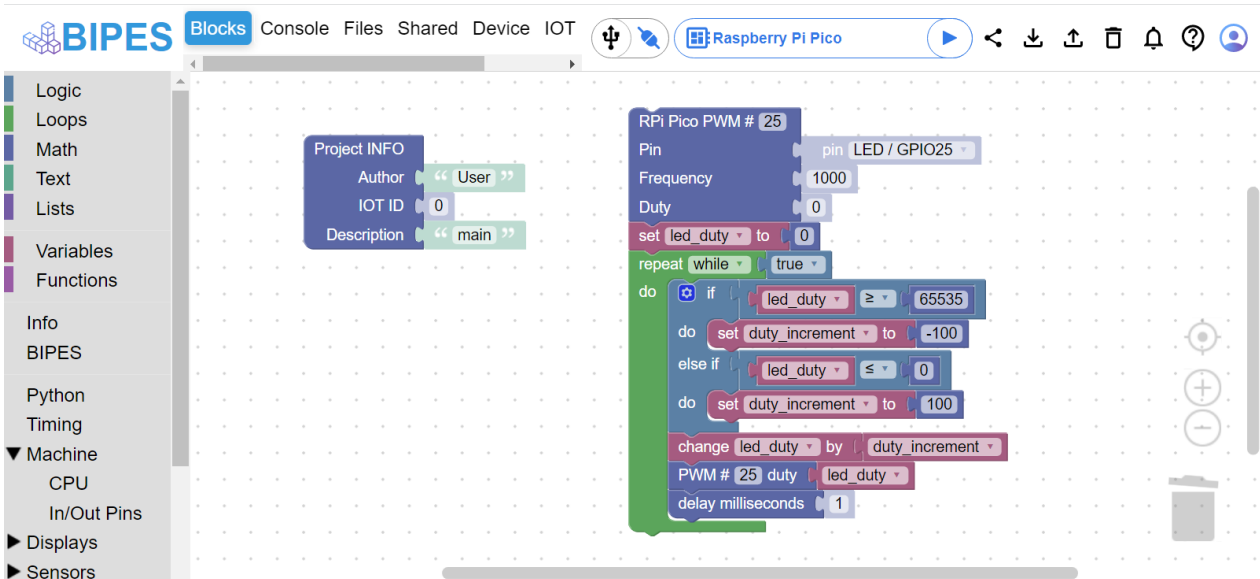 BIPES
Blocks Console Files Shared Device IOT
Raspberry Pi Pico
Logic
Loops
Math
Text
Lists
Variables
Functions
Info
BIPES
Python
Timing
Machine
CPU
In/Out Pins
Displays
Sensors
Project INFO
Author “ User ”
IOT ID 0
Description “ main ”
RPi Pico PWM # 25
Pin pin LED / GPIO25
Frequency 1000
Duty 0
set led_duty to 0
repeat while true
do if led_duty ≥ 65535
do set duty_increment to -100
else if led_duty ≤ 0
do set duty_increment to 100
change led_duty by duty_increment
PWM # 25 duty led_duty
delay milliseconds 1